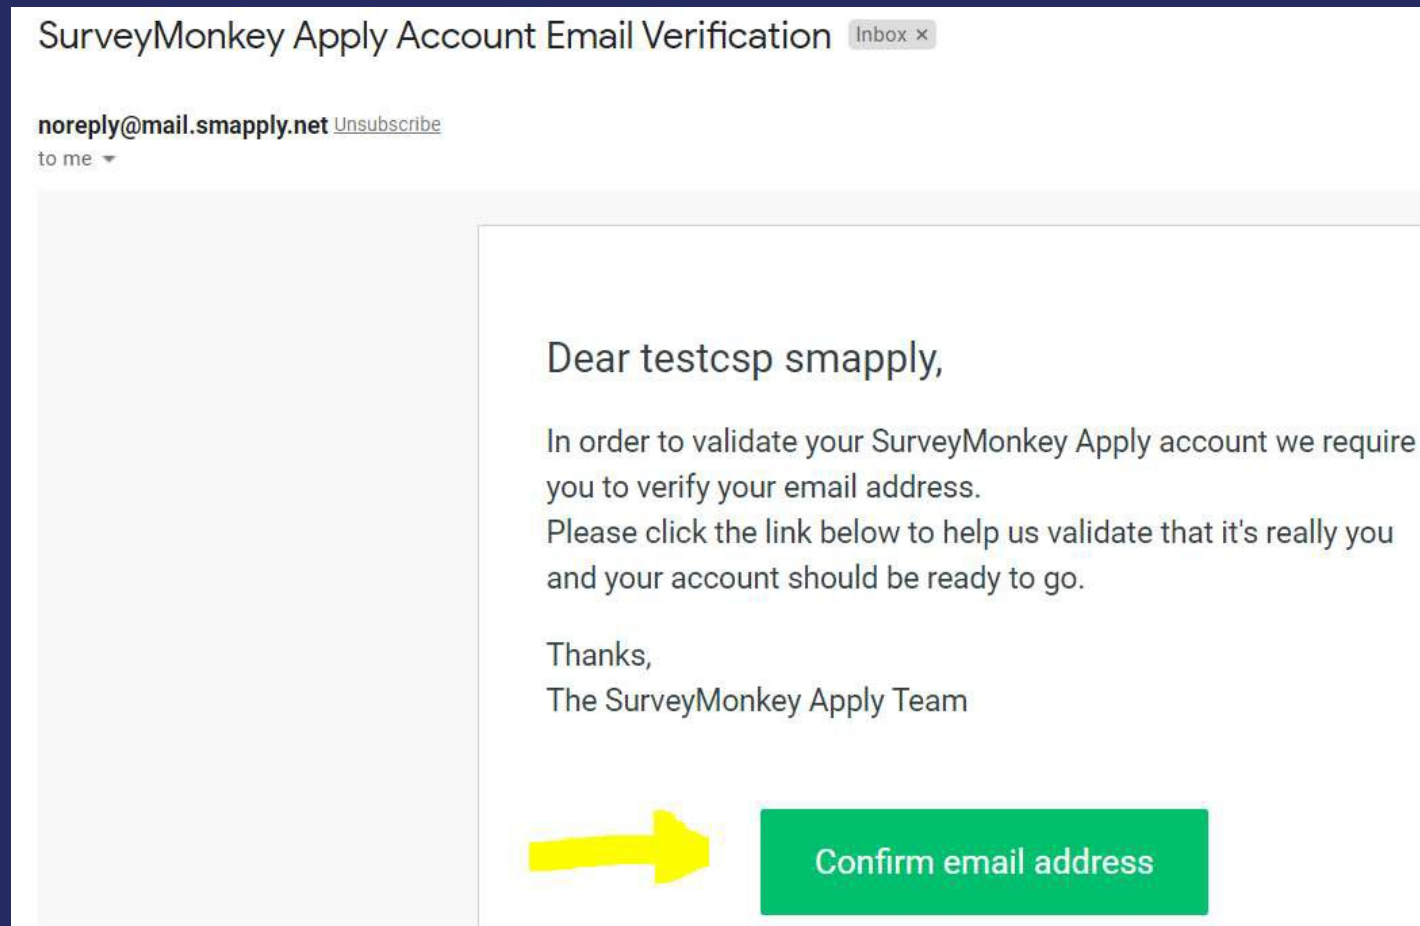 SurveyMonkey Apply Account Email Verification Inbox ×
noreply@mail.smapply.net Unsubscribe
to me
Dear testcsp smapply,
In order to validate your SurveyMonkey Apply account we require
you to verify your email address.
Please click the link below to help us validate that it's really you
and your account should be ready to go.
Thanks,
The SurveyMonkey Apply Team
Confirm email address